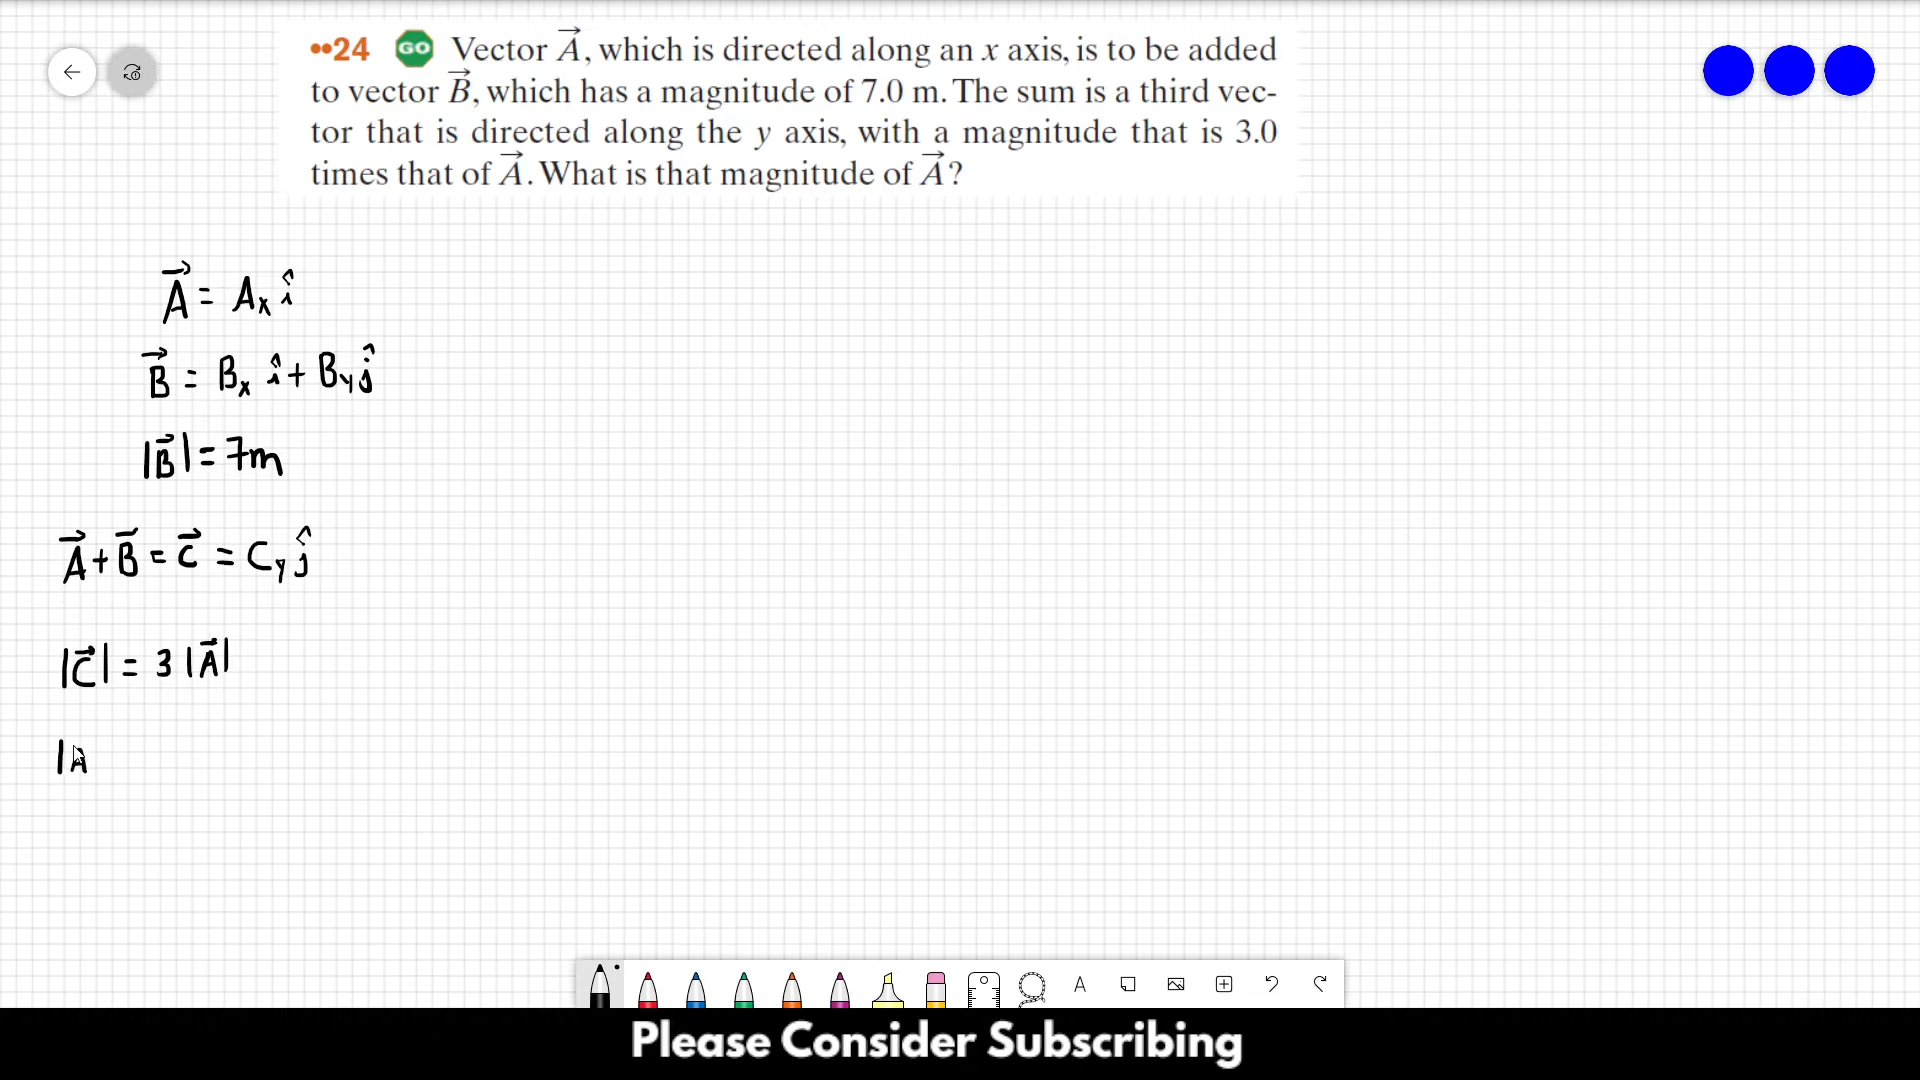 ••24 GO Vector A⃗, which is directed along an x axis, is to be added
to vector B⃗, which has a magnitude of 7.0 m. The sum is a third vec-
tor that is directed along the y axis, with a magnitude that is 3.0
times that of A⃗. What is that magnitude of A⃗?
A⃗ = Aₓ î
B⃗ = Bₓ î + Bᵧ ĵ
|B⃗| = 7m
A⃗ + B⃗ = C⃗ = Cᵧ ĵ
|C⃗| = 3 |A⃗|
|A
A
Please Consider Subscribing